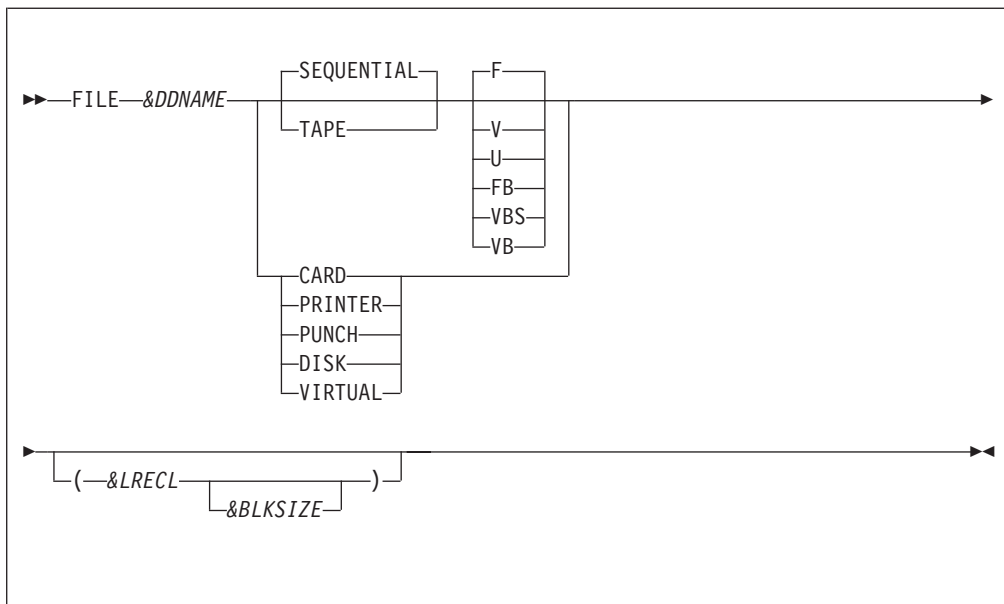 SEQUENTIAL F
FILE &DDNAME
TAPE V
U
FB
VBS
VB
CARD
PRINTER
PUNCH
DISK
VIRTUAL
( &LRECL )
&BLKSIZE